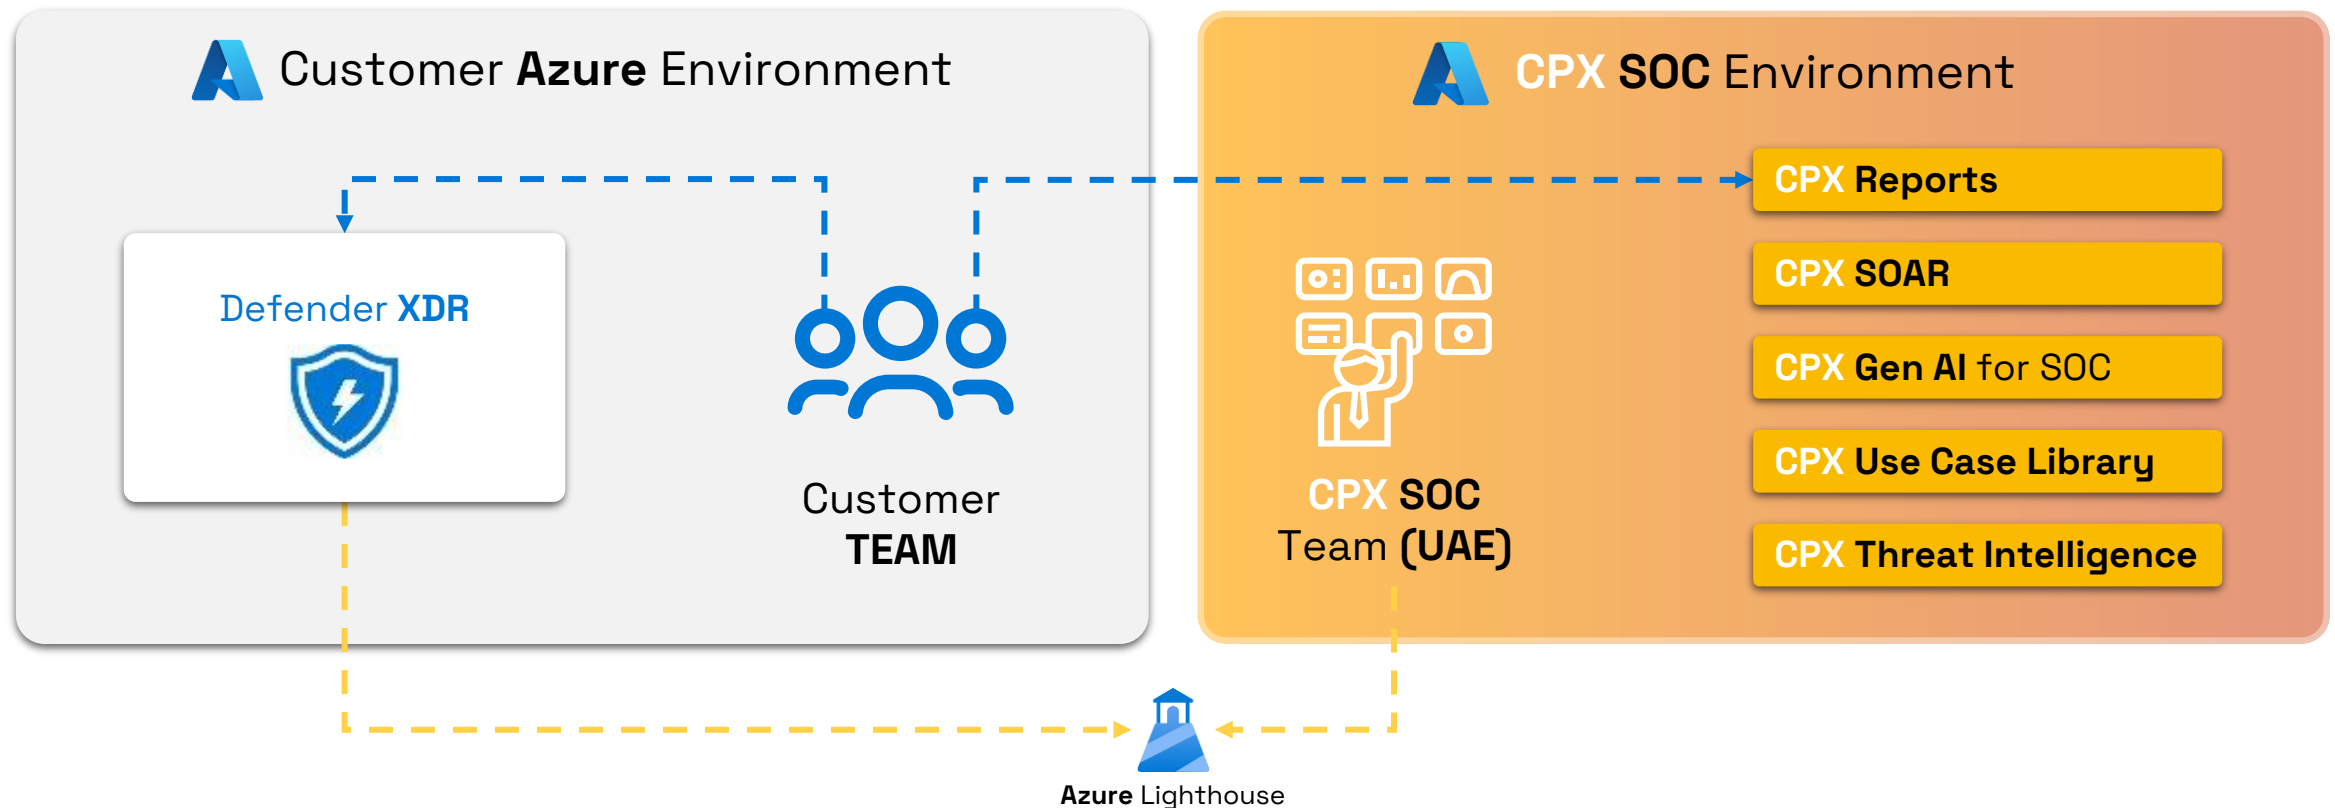 Customer Azure Environment
Defender XDR
Customer
TEAM
CPX SOC Environment
CPX SOC
Team (UAE)
CPX Reports
CPX SOAR
CPX Gen AI for SOC
CPX Use Case Library
CPX Threat Intelligence
Azure Lighthouse